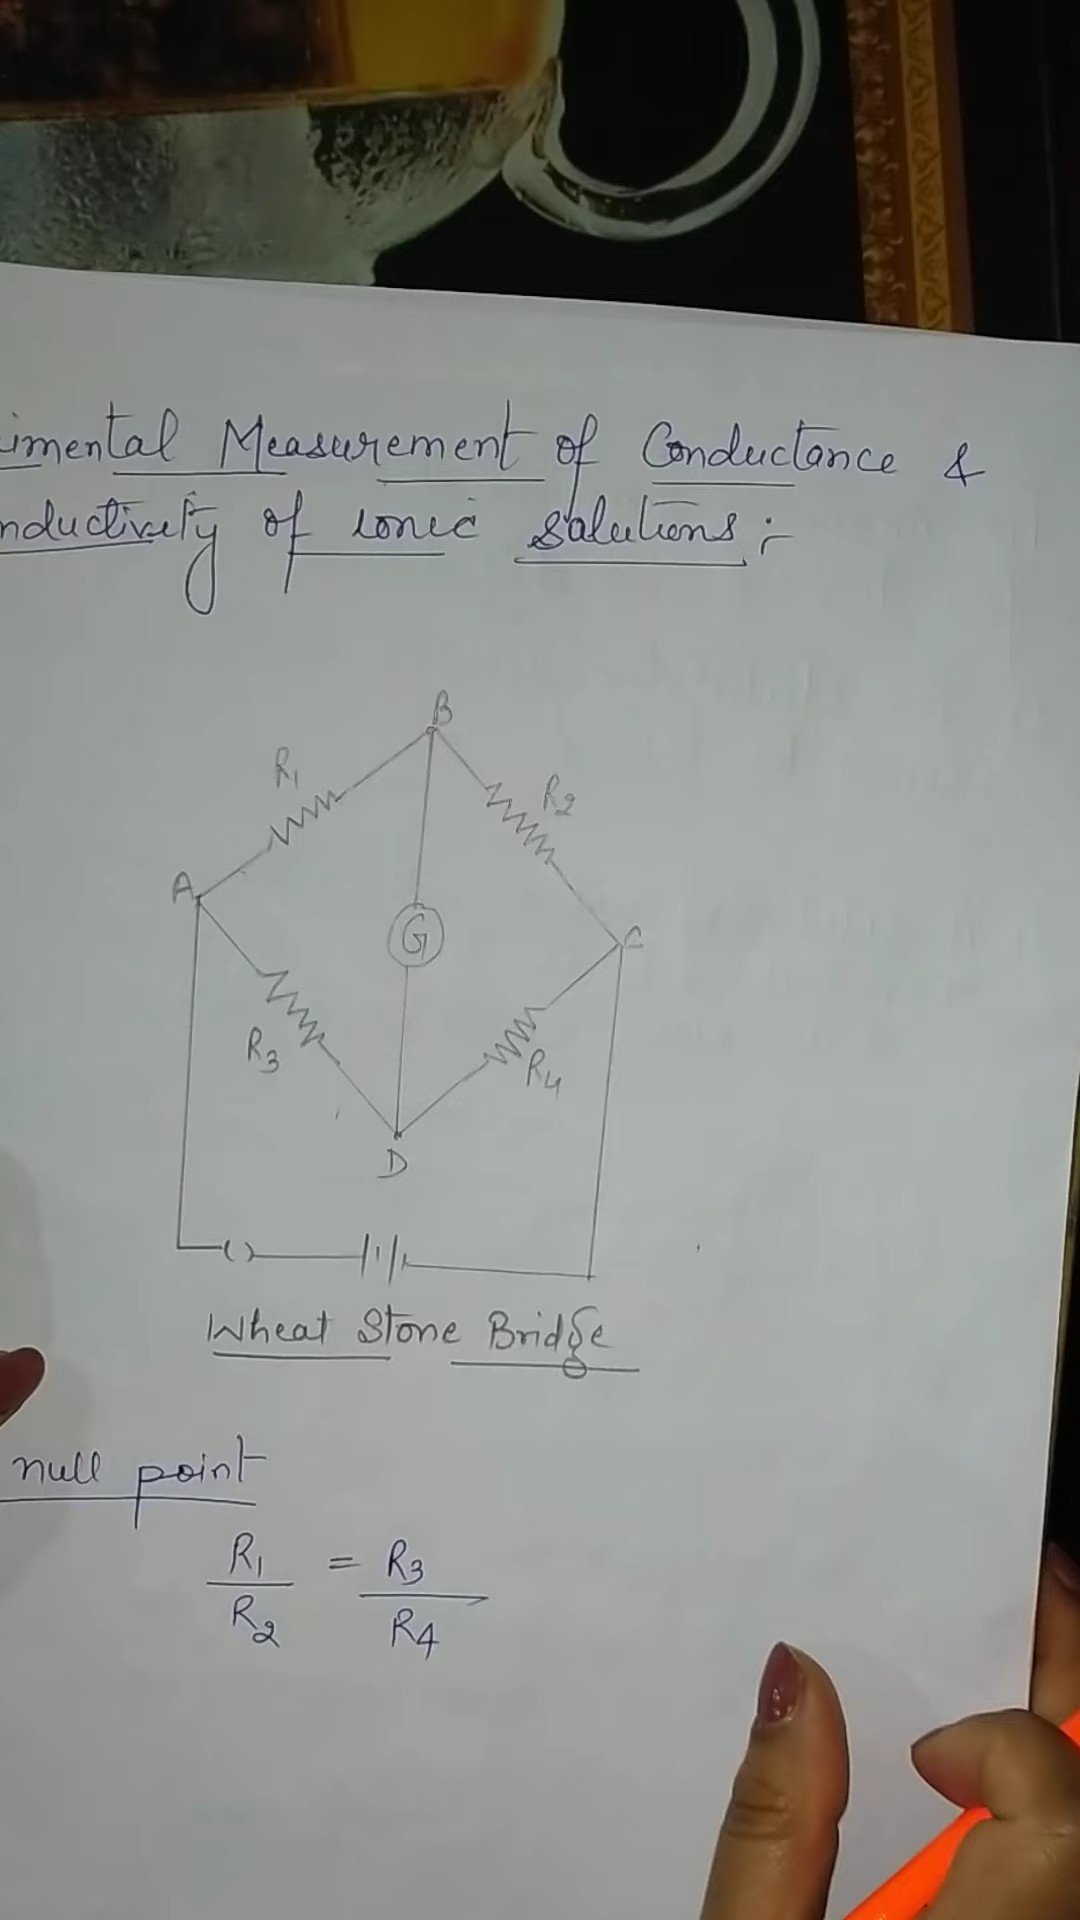 imental Measurement of Conductance &
nductivity of ionic Solutions :-
B
R1
R2
A
G
C
R3
R4
D
Wheat Stone Bridge
null point
R1 = R3
R2 R4